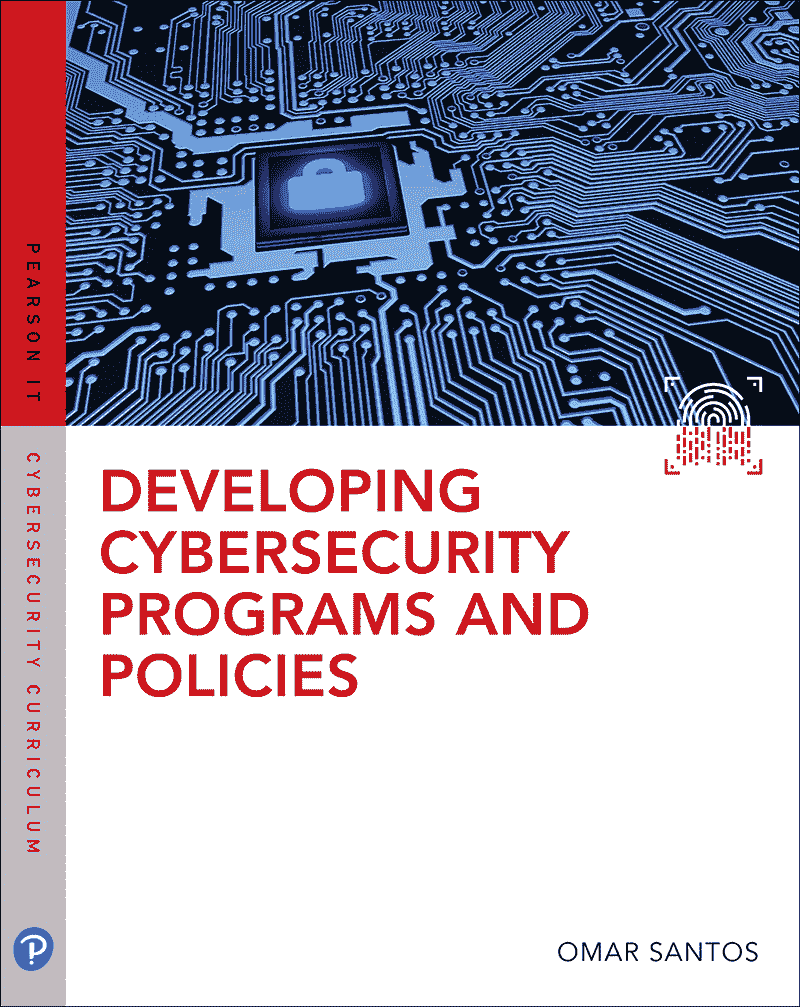 PEARSON IT
CYBERSECURITY CURRICULUM
DEVELOPING
CYBERSECURITY
PROGRAMS AND
POLICIES
P
OMAR SANTOS